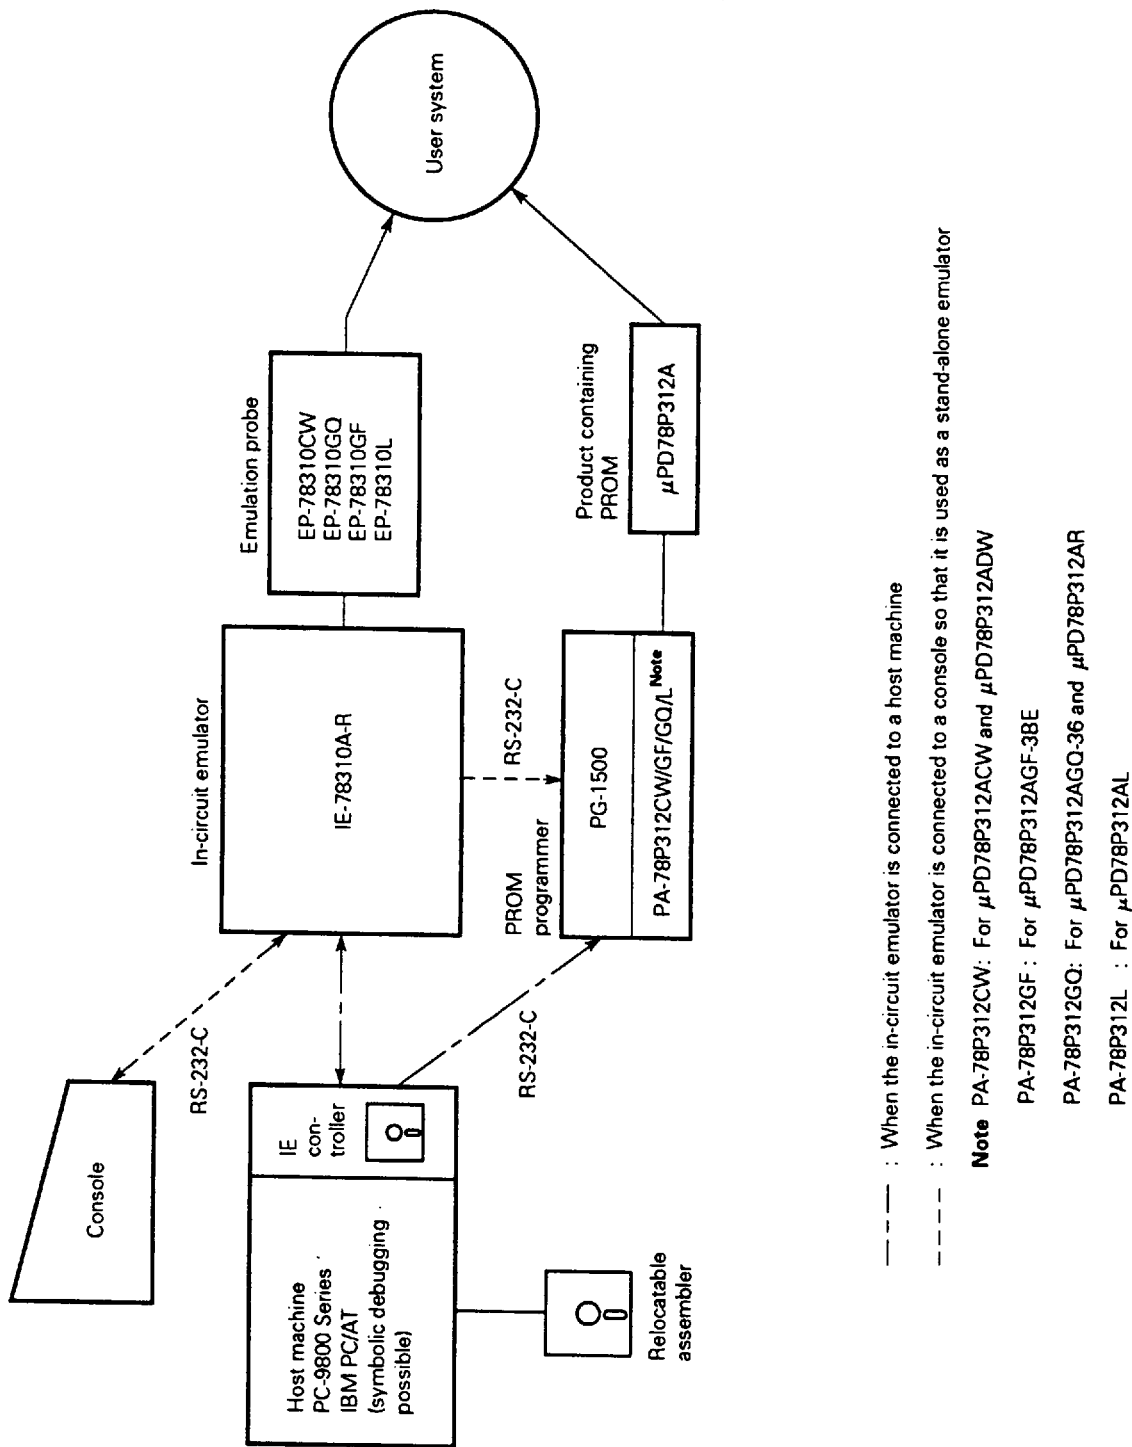 Console
RS-232-C
Host machine
PC-9800 Series
IBM PC/AT
(symbolic debugging
possible)
IE
con-
troller
Relocatable
assembler
RS-232-C
In-circuit emulator
IE-78310A-R
RS-232-C
PROM
programmer
PG-1500
PA-78P312CW/GF/GQ/L Note
Emulation probe
EP-78310CW
EP-78310GQ
EP-78310GF
EP-78310L
Product containing
PROM
μPD78P312A
User system
— - — : When the in-circuit emulator is connected to a host machine
- - - - : When the in-circuit emulator is connected to a console so that it is used as a stand-alone emulator
Note PA-78P312CW: For μPD78P312ACW and μPD78P312ADW
PA-78P312GF : For μPD78P312AGF-3BE
PA-78P312GQ: For μPD78P312AGQ-36 and μPD78P312AR
PA-78P312L : For μPD78P312AL